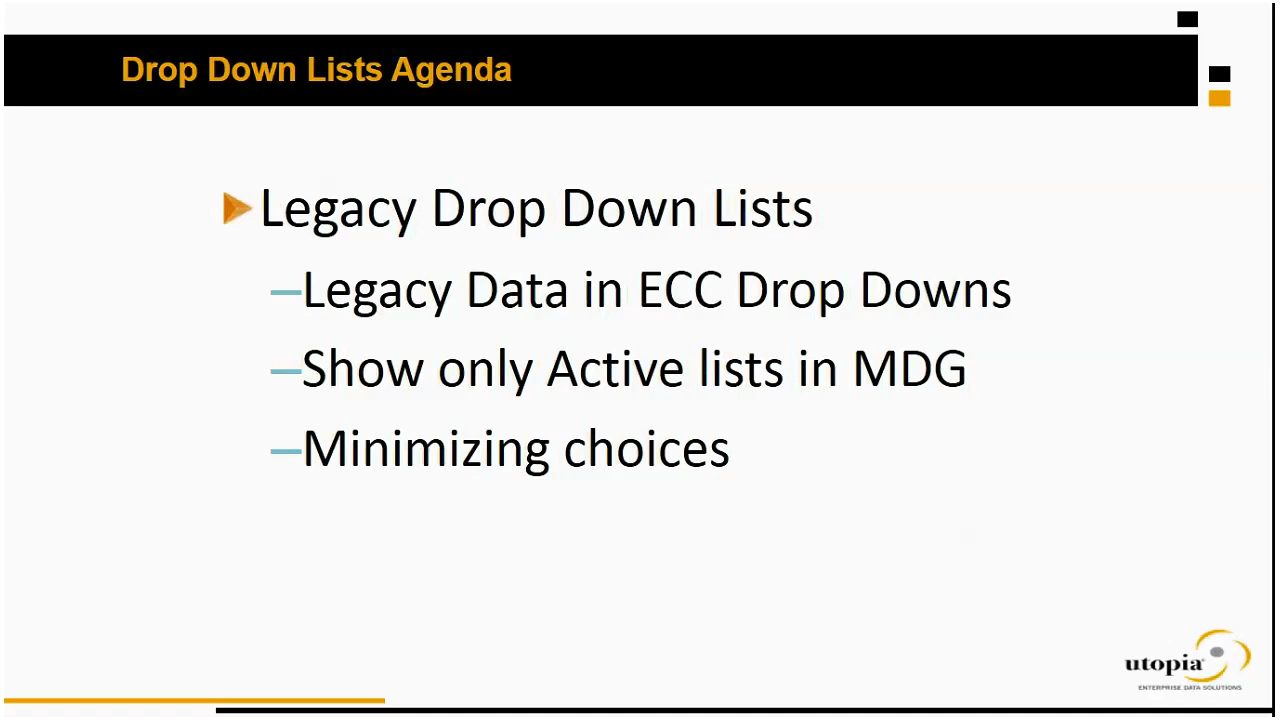 Drop Down Lists Agenda
Legacy Drop Down Lists
–Legacy Data in ECC Drop Downs
–Show only Active lists in MDG
–Minimizing choices
utopia
ENTERPRISE DATA SOLUTIONS